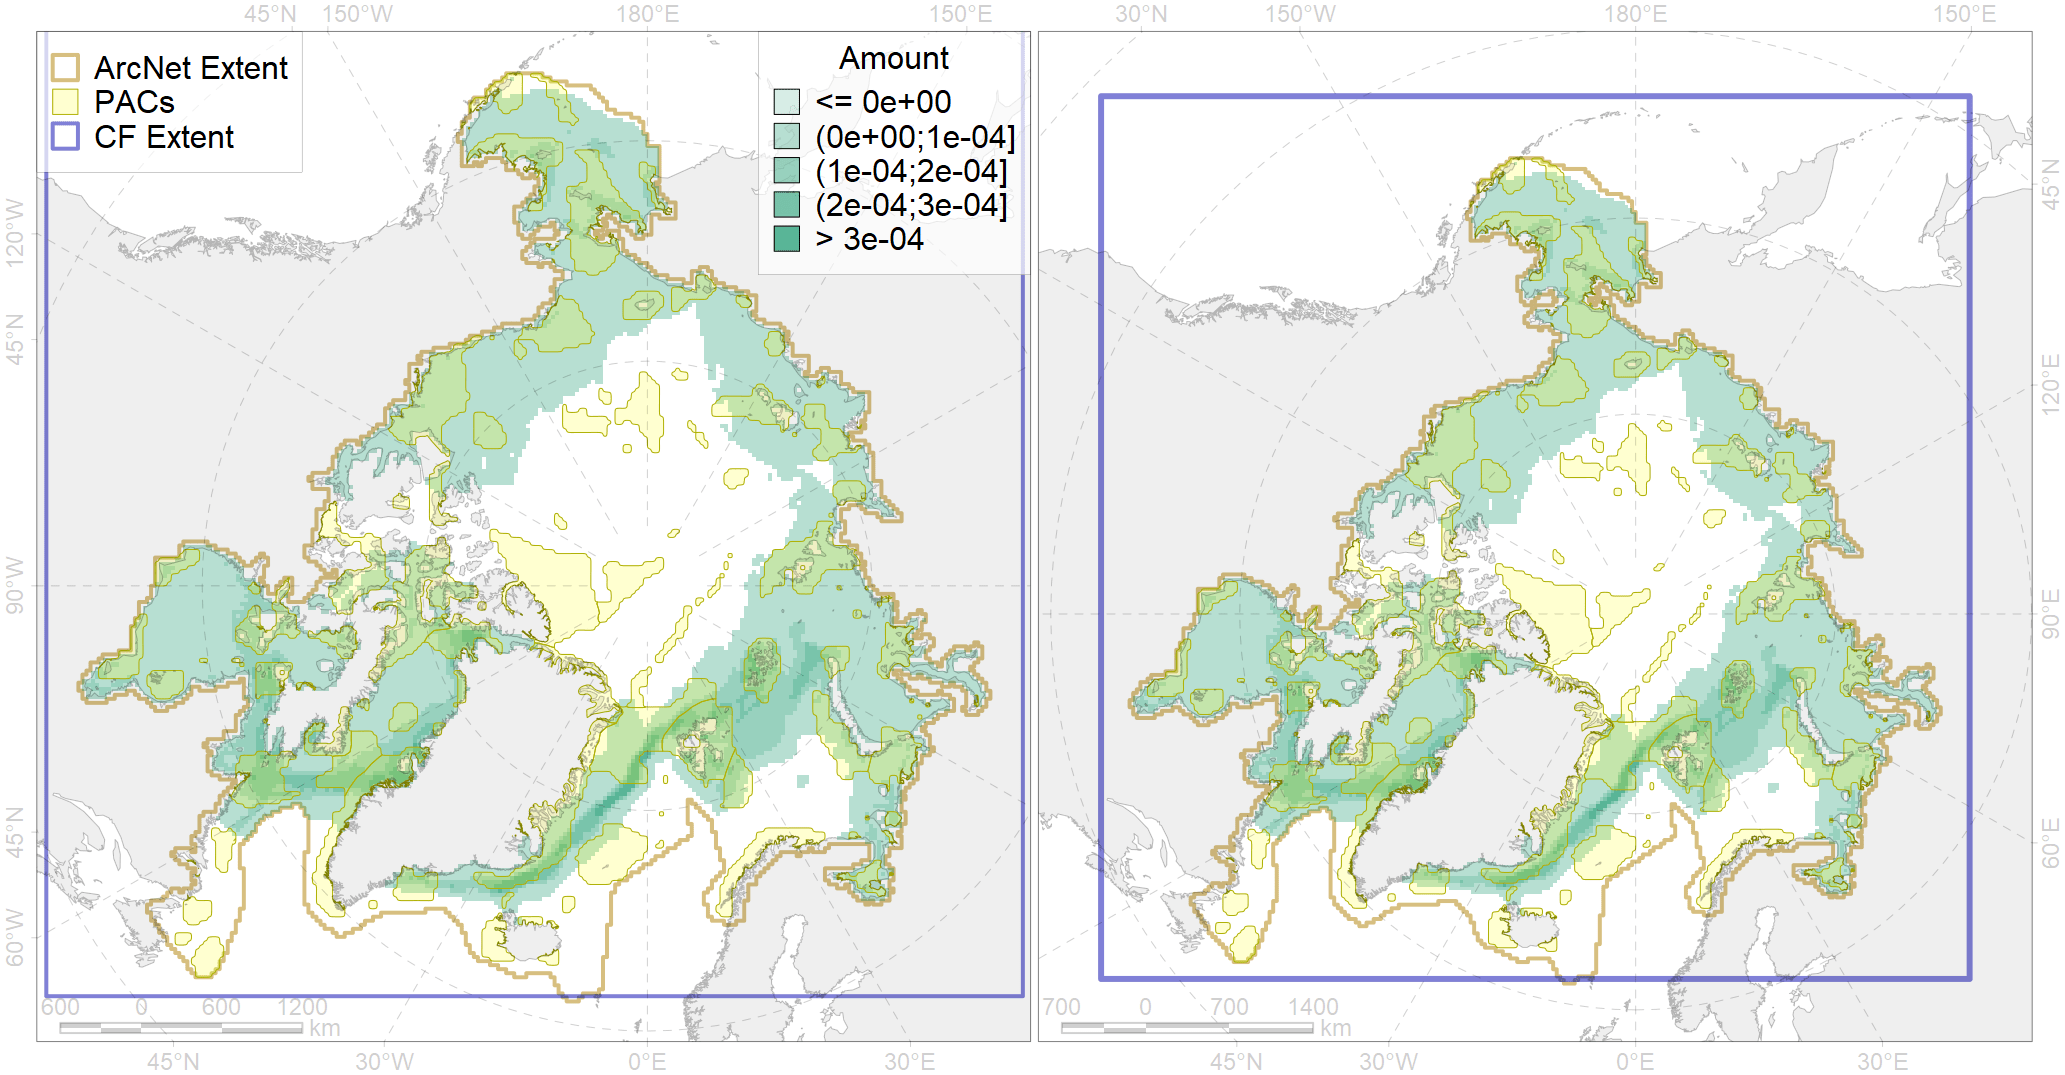 45°N 150°W 180°E 150°E
30°N 150°W 180°E 150°E
ArcNet Extent
PACs
CF Extent
Amount
<= 0e+00
(0e+00;1e-04]
(1e-04;2e-04]
(2e-04;3e-04]
> 3e-04
120°W
45°N
90°W
45°N
60°W
45°N
120°E
90°E
60°E
600 0 600 1200
km
700 0 700 1400
km
45°N 30°W 0°E 30°E
45°N 30°W 0°E 30°E